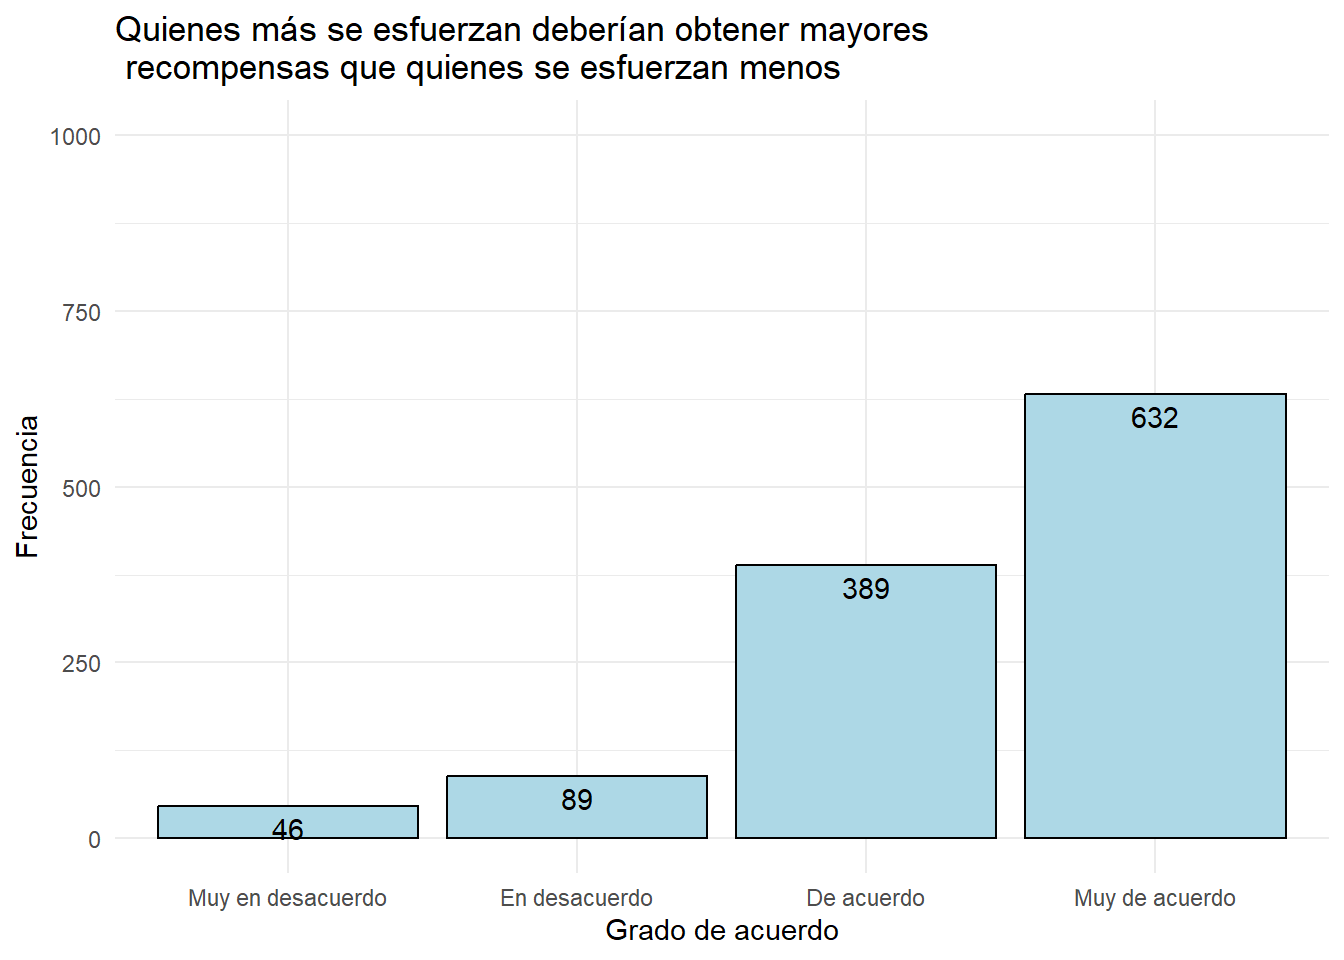 Quienes más se esfuerzan deberían obtener mayores
recompensas que quienes se esfuerzan menos
1000
750
500
250
0
Frecuencia
632
389
89
46
Muy en desacuerdo
En desacuerdo
De acuerdo
Muy de acuerdo
Grado de acuerdo